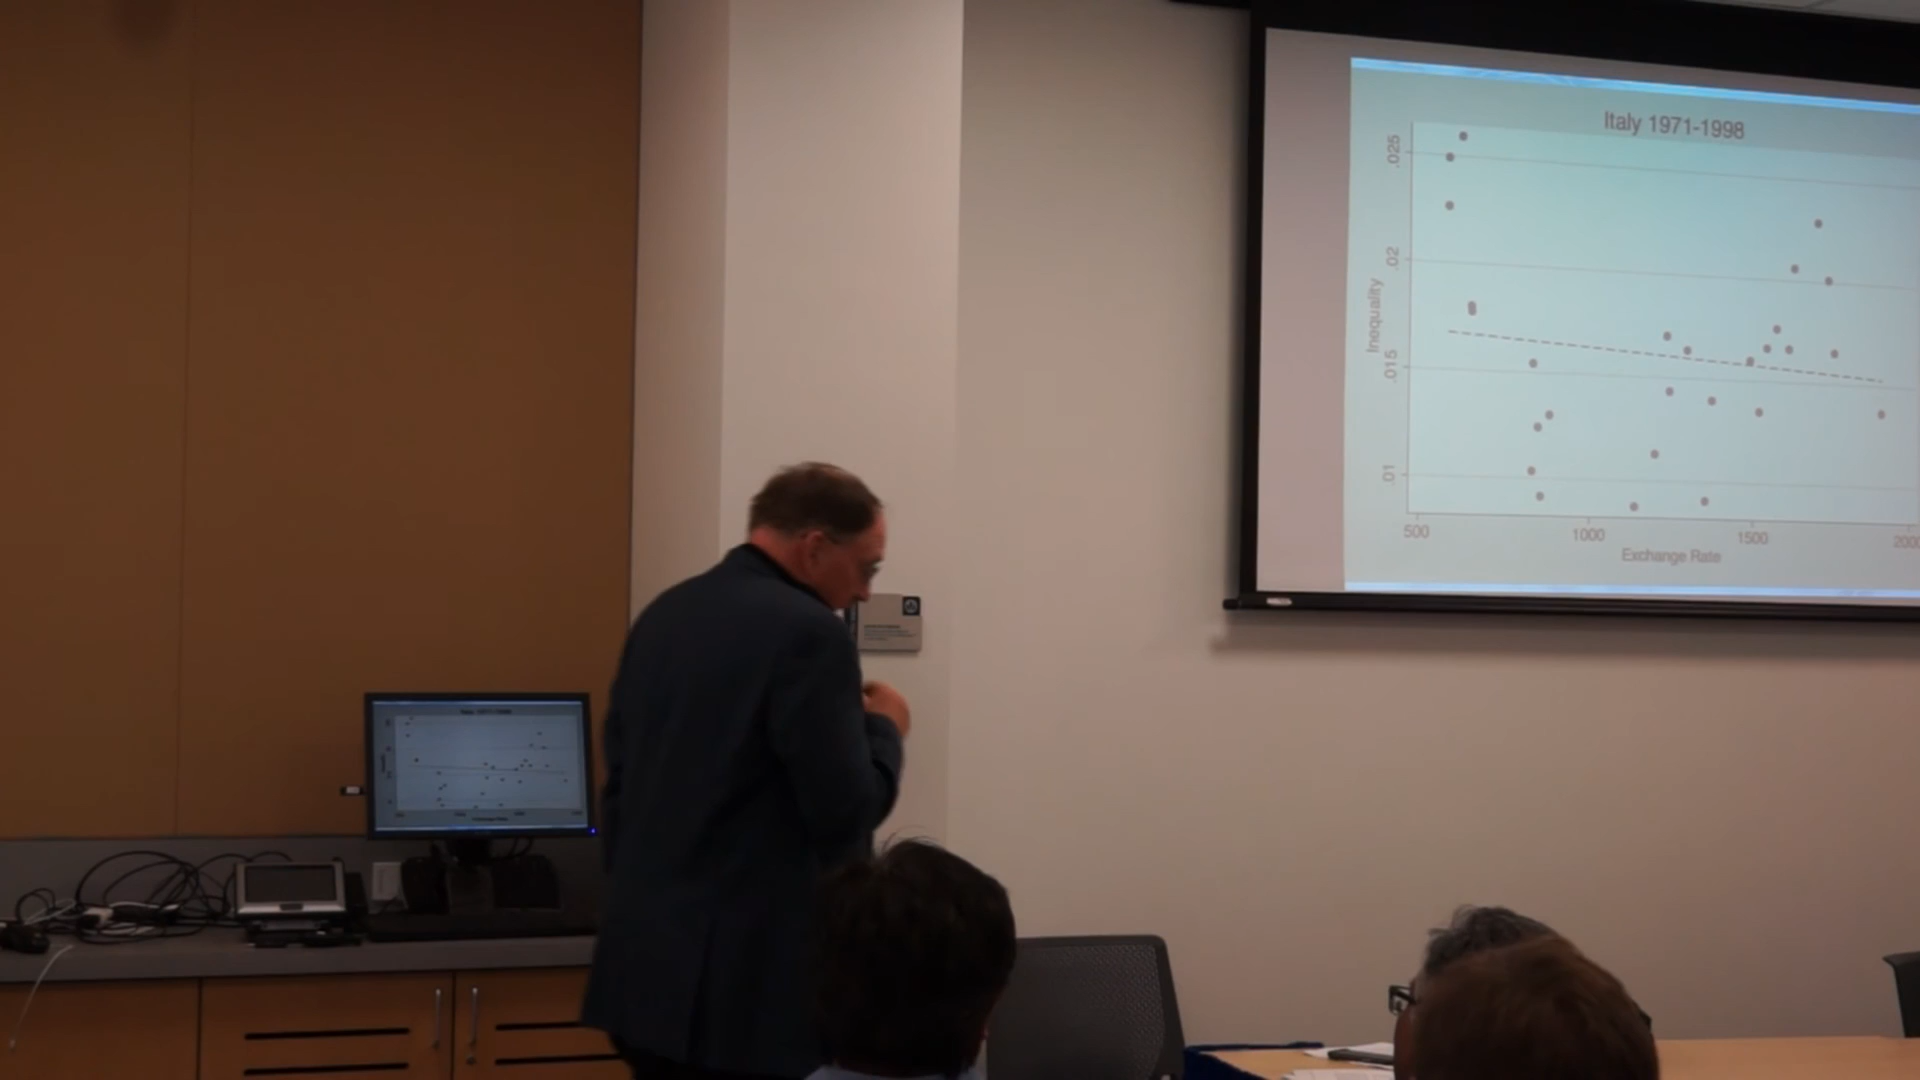 Italy 1971-1998
.025
.02
Inequality
.015
.01
500 1000 1500 2000
Exchange Rate